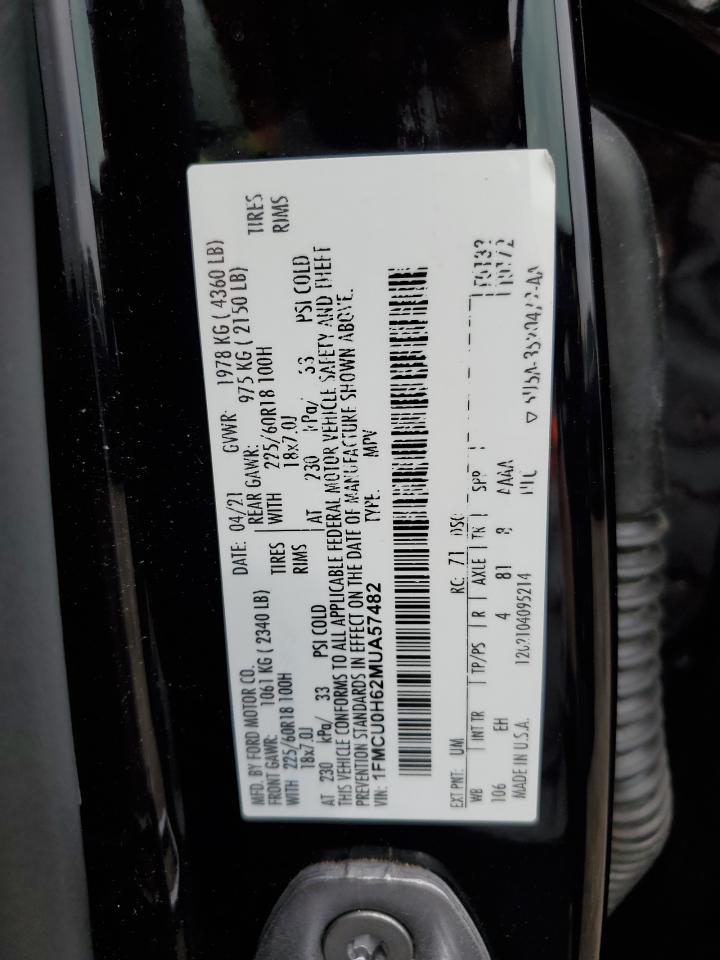 MFD. BY FORD MOTOR CO.
DATE: 04/21 GVWR: 1978 KG ( 4360 LB)
FRONT GAWR: 1061 KG ( 2340 LB) REAR GAWR: 975 KG ( 2150 LB)
WITH 225/60R18 100H TIRES WITH 225/60R18 100H TIRES
18x7.0J RIMS 18x7.0J RIMS
AT 230 kPa/ 33 PSI COLD AT 230 kPa/ 33 PSI COLD
THIS VEHICLE CONFORMS TO ALL APPLICABLE FEDERAL MOTOR VEHICLE SAFETY AND THEFT
PREVENTION STANDARDS IN EFFECT ON THE DATE OF MANUFACTURE SHOWN ABOVE.
VIN: 1FMCU0H62MUA57482 TYPE: MPV
EXT PNT: UM RC: 71 DSO:
WB INT TR TP/PS R AXLE TR SPR
106 EH 4 81 8 AAAA
MADE IN U.S.A.